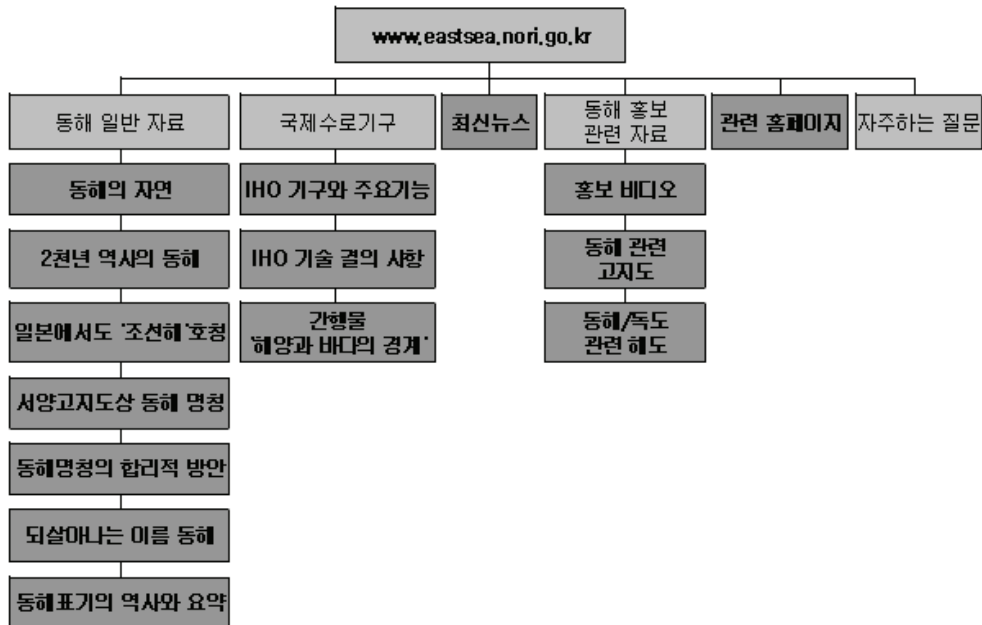 www.eastsea.nori.go.kr
동해 일반 자료
국제수로기구
최신뉴스
동해 홍보
관련 자료
관련 홈페이지
자주하는 질문
동해의 자연
2천년 역사의 동해
일본에서도 '조선해'호칭
서양고지도상 동해 명칭
동해명칭의 합리적 방안
되살아나는 이름 동해
동해표기의 역사와 요약
IHO 기구와 주요기능
IHO 기술 결의 사항
간행물
'해양과 바다의 경계'
홍보 비디오
동해 관련
고지도
동해/독도
관련 해도